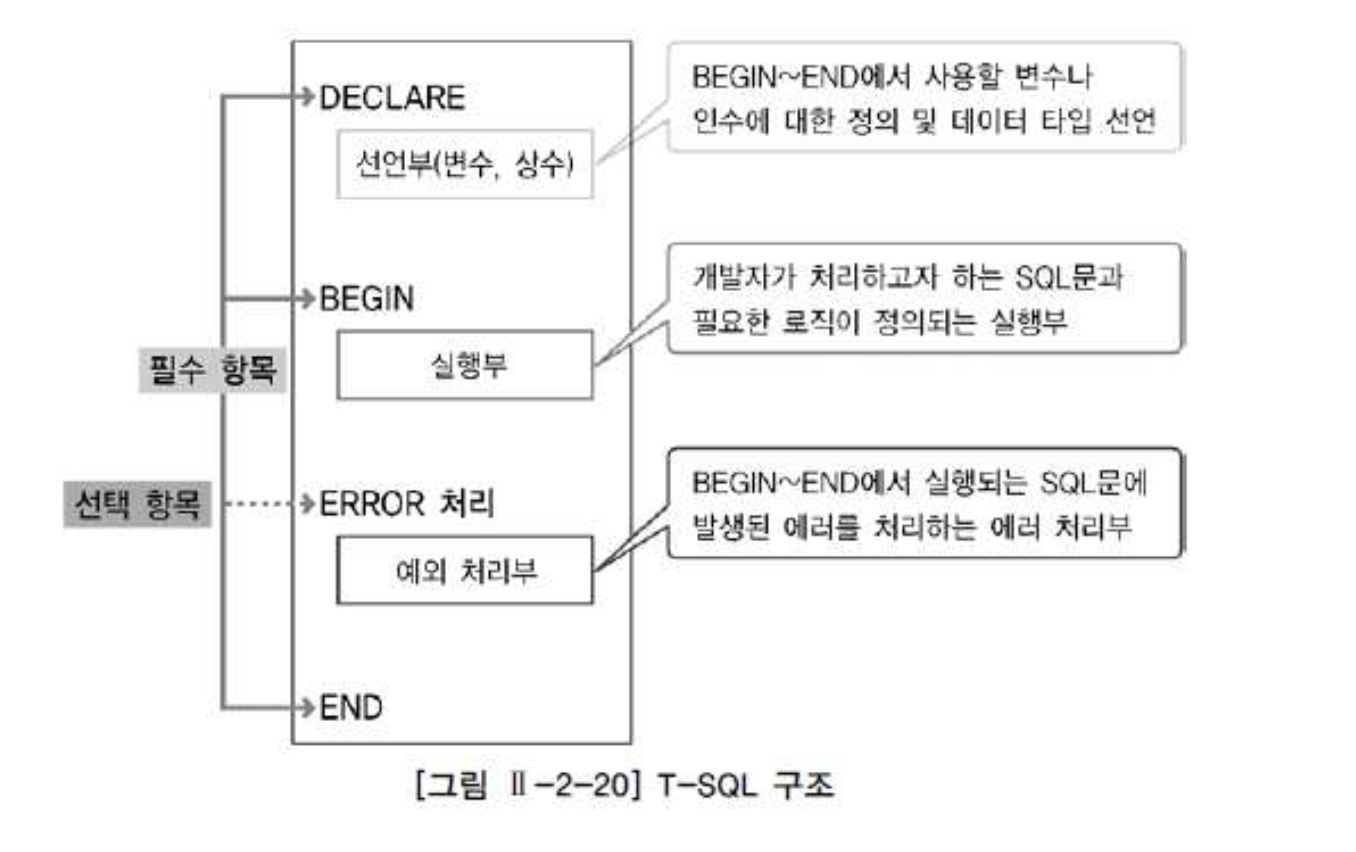 DECLARE
선언부(변수, 상수)
BEGIN~END에서 사용할 변수나
인수에 대한 정의 및 데이터 타입 선언
BEGIN
실행부
개발자가 처리하고자 하는 SQL문과
필요한 로직이 정의되는 실행부
필수 항목
선택 항목
ERROR 처리
예외 처리부
BEGIN~END에서 실행되는 SQL문에
발생된 에러를 처리하는 에러 처리부
END
[그림 Ⅱ-2-20] T-SQL 구조